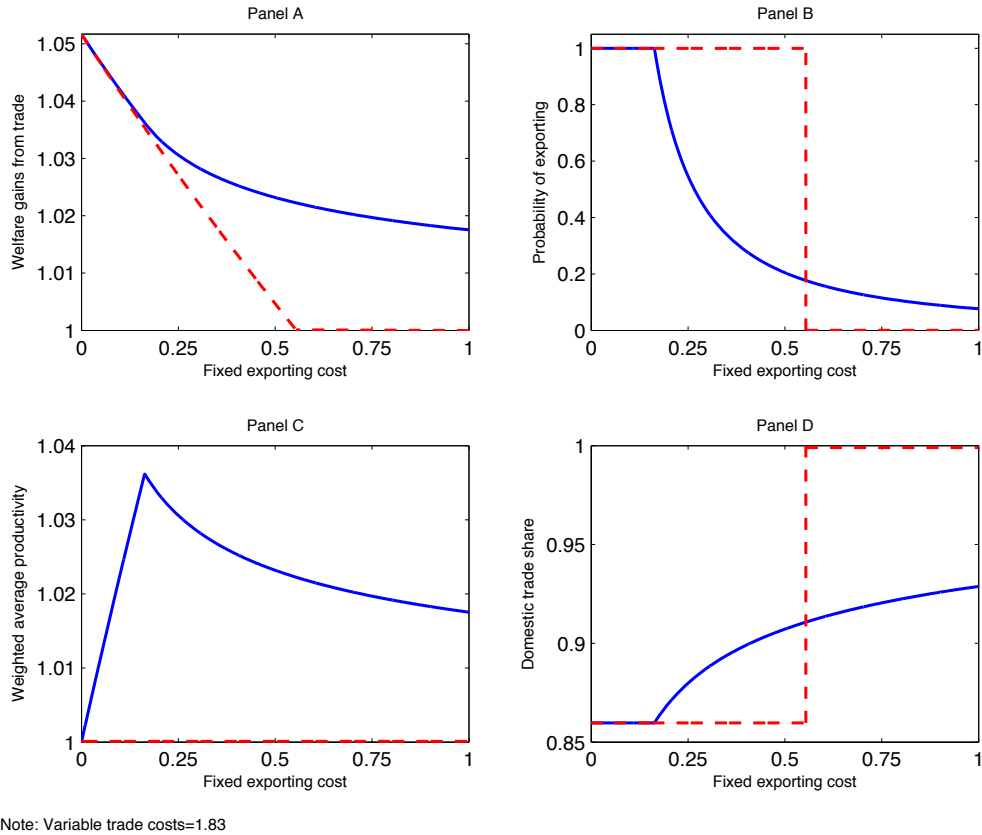 Panel A
Welfare gains from trade
1.05
1.04
1.03
1.02
1.01
1
0 0.25 0.5 0.75 1
Fixed exporting cost
Panel B
Probability of exporting
1
0.8
0.6
0.4
0.2
0
0 0.25 0.5 0.75 1
Fixed exporting cost
Panel C
Weighted average productivity
1.04
1.03
1.02
1.01
1
0 0.25 0.5 0.75 1
Fixed exporting cost
Panel D
Domestic trade share
1
0.95
0.9
0.85
0 0.25 0.5 0.75 1
Fixed exporting cost
Note: Variable trade costs=1.83